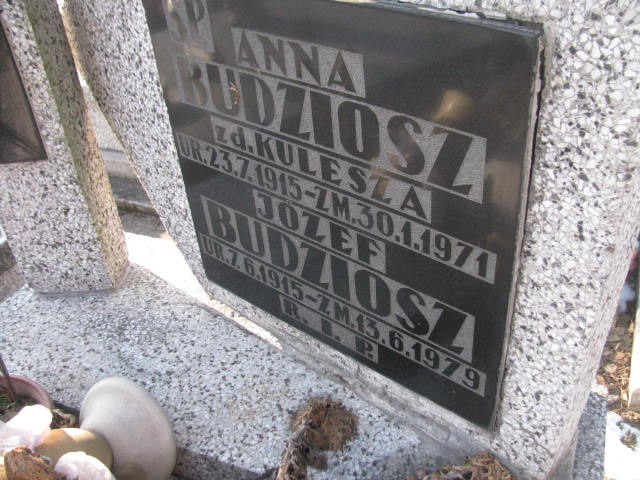 ŚP
ANNA
BUDZIOSZ
zd. KULESZA
UR. 23.7.1915 - ZM. 30.1.1971
JÓZEF
BUDZIOSZ
UR. 7.6.1915 - ZM. 13.6.1979
R. I. P.